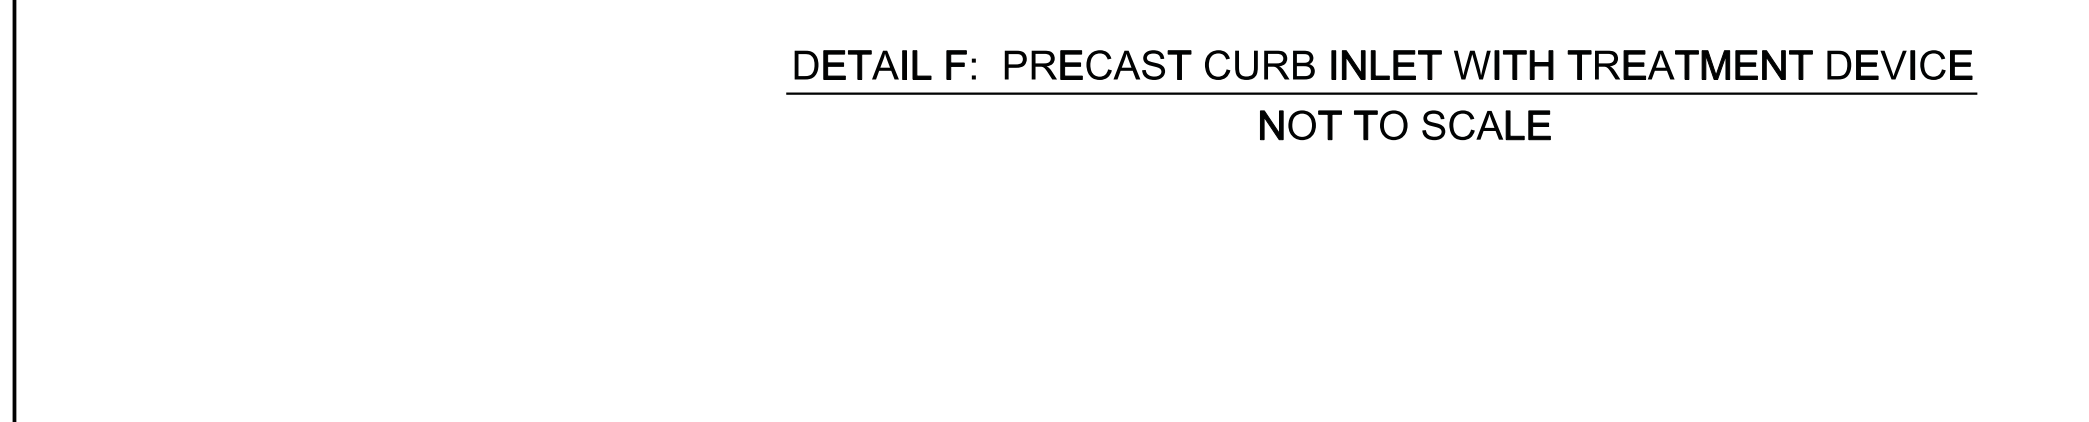 DETAIL F:  PRECAST CURB INLET WITH TREATMENT DEVICE
NOT TO SCALE